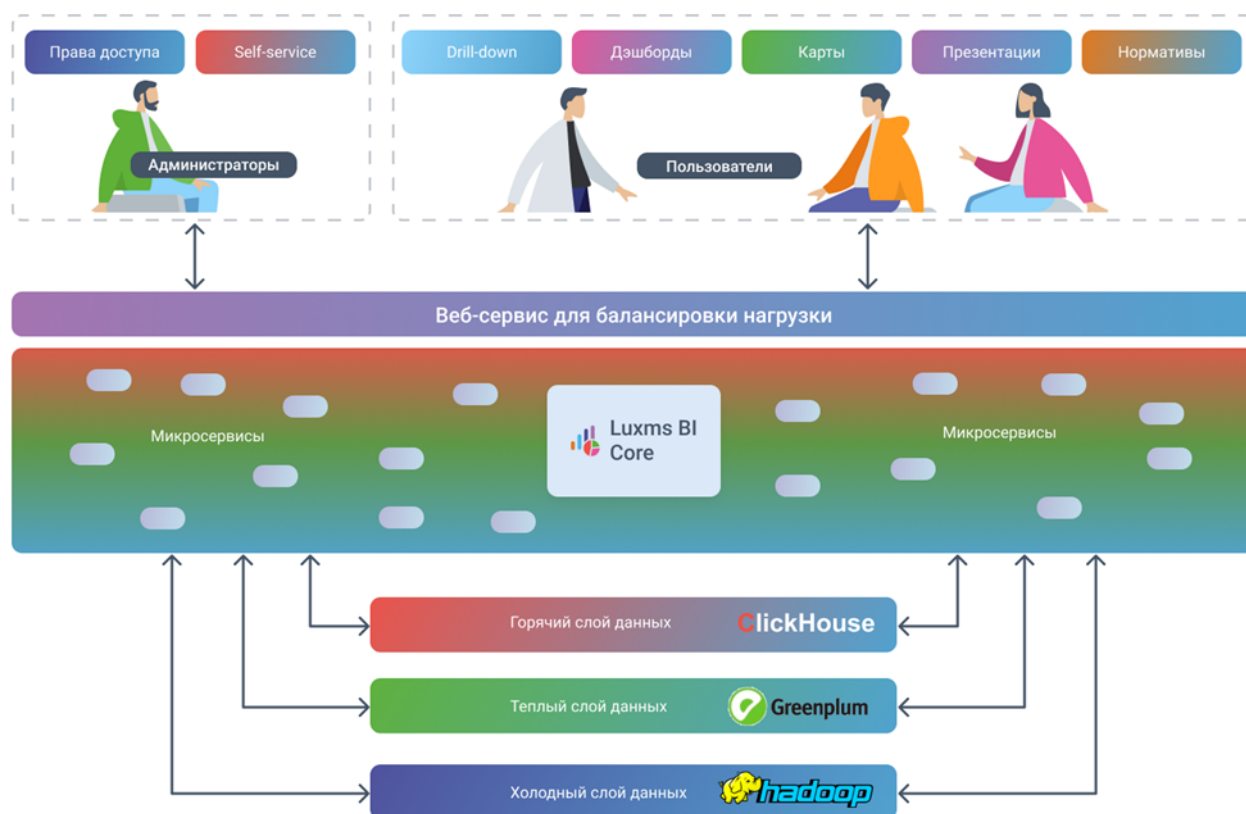 Права доступа
Self-service
Drill-down
Дэшборды
Карты
Презентации
Нормативы
Администраторы
Пользователи
Веб-сервис для балансировки нагрузки
Микросервисы
Luxms BI
Core
Микросервисы
Горячий слой данных
ClickHouse
Теплый слой данных
Greenplum
Холодный слой данных
hadoop